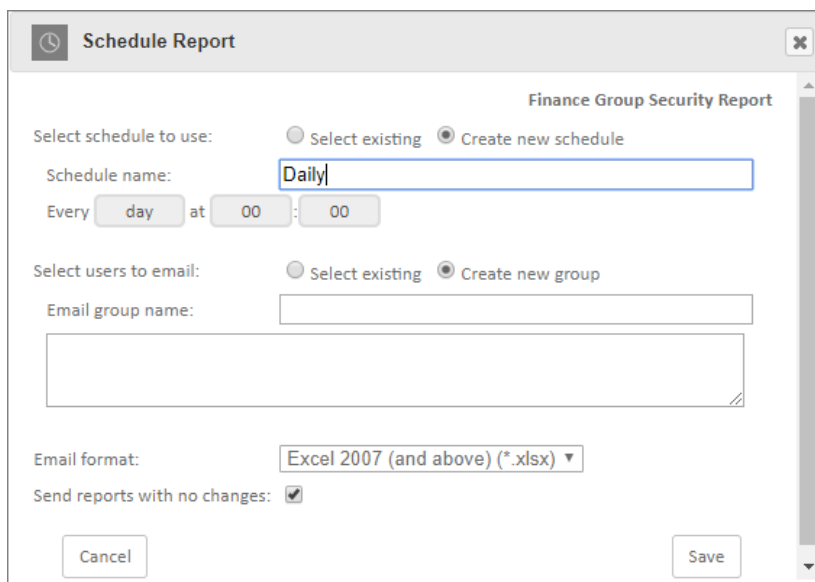 Schedule Report
Finance Group Security Report
Select schedule to use: Select existing Create new schedule
Schedule name: Daily
Every day at 00 : 00
Select users to email: Select existing Create new group
Email group name:
Email format: Excel 2007 (and above) (*.xlsx)
Send reports with no changes:
Cancel Save